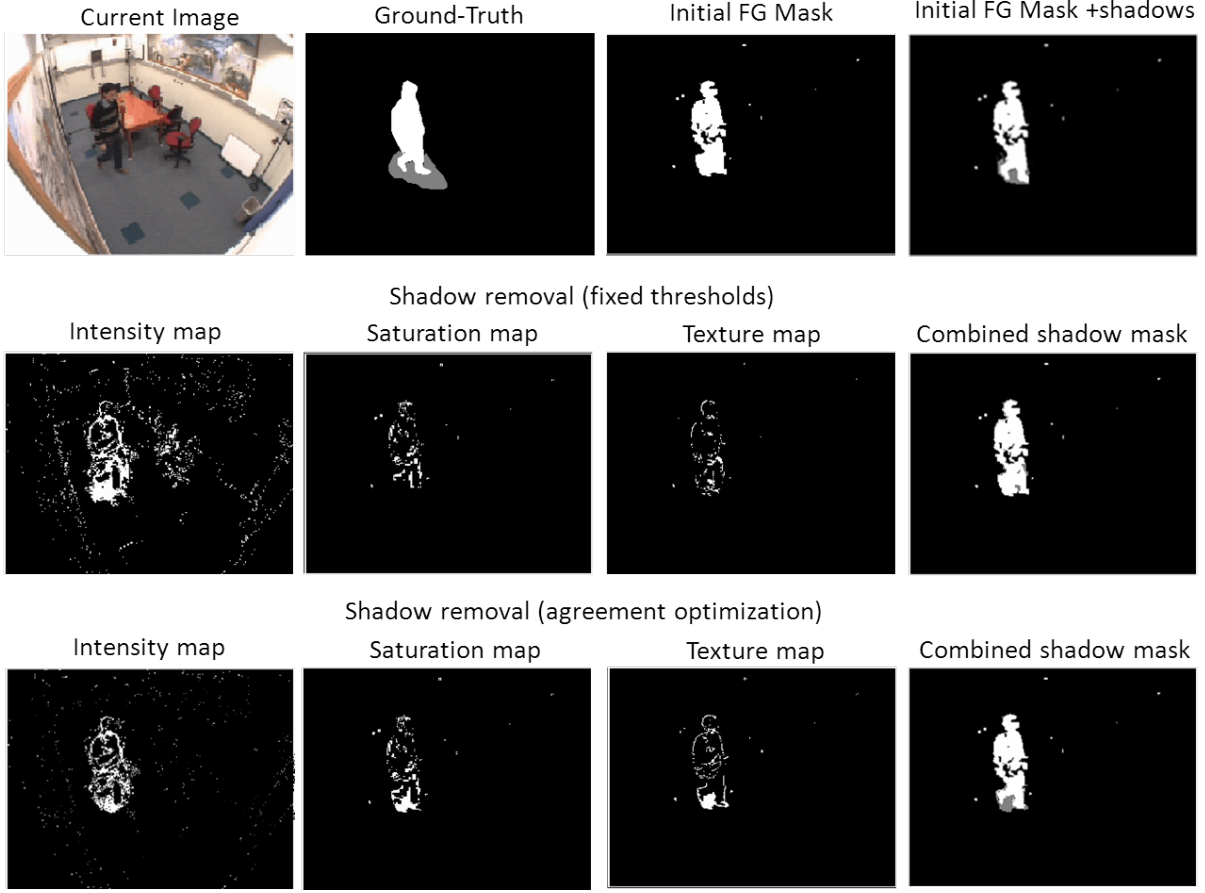 Current Image
Ground-Truth
Initial FG Mask
Initial FG Mask +shadows
Shadow removal (fixed thresholds)
Intensity map
Saturation map
Texture map
Combined shadow mask
Shadow removal (agreement optimization)
Intensity map
Saturation map
Texture map
Combined shadow mask